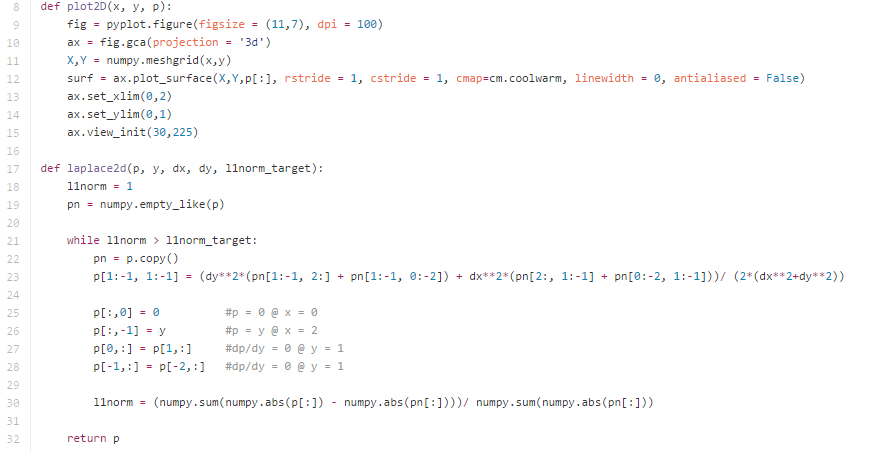 8 def plot2D(x, y, p):
9     fig = pyplot.figure(figsize = (11,7), dpi = 100)
10     ax = fig.gca(projection = '3d')
11     X,Y = numpy.meshgrid(x,y)
12     surf = ax.plot_surface(X,Y,p[:], rstride = 1, cstride = 1, cmap=cm.coolwarm, linewidth = 0, antialiased = False)
13     ax.set_xlim(0,2)
14     ax.set_ylim(0,1)
15     ax.view_init(30,225)
16
17 def laplace2d(p, y, dx, dy, l1norm_target):
18     l1norm = 1
19     pn = numpy.empty_like(p)
20
21     while l1norm > l1norm_target:
22         pn = p.copy()
23         p[1:-1, 1:-1] = (dy**2*(pn[1:-1, 2:] + pn[1:-1, 0:-2]) + dx**2*(pn[2:, 1:-1] + pn[0:-2, 1:-1]))/ (2*(dx**2+dy**2))
24
25         p[:,0] = 0          #p = 0 @ x = 0
26         p[:,-1] = y         #p = y @ x = 2
27         p[0,:] = p[1,:]     #dp/dy = 0 @ y = 1
28         p[-1,:] = p[-2,:]   #dp/dy = 0 @ y = 1
29
30         l1norm = (numpy.sum(numpy.abs(p[:]) - numpy.abs(pn[:])))/ numpy.sum(numpy.abs(pn[:]))
31
32     return p